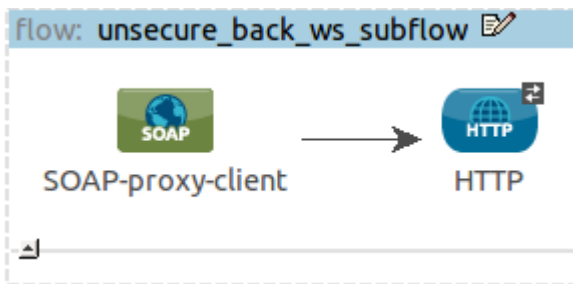 flow: unsecure_back_ws_subflow
SOAP HTTP
SOAP-proxy-client HTTP